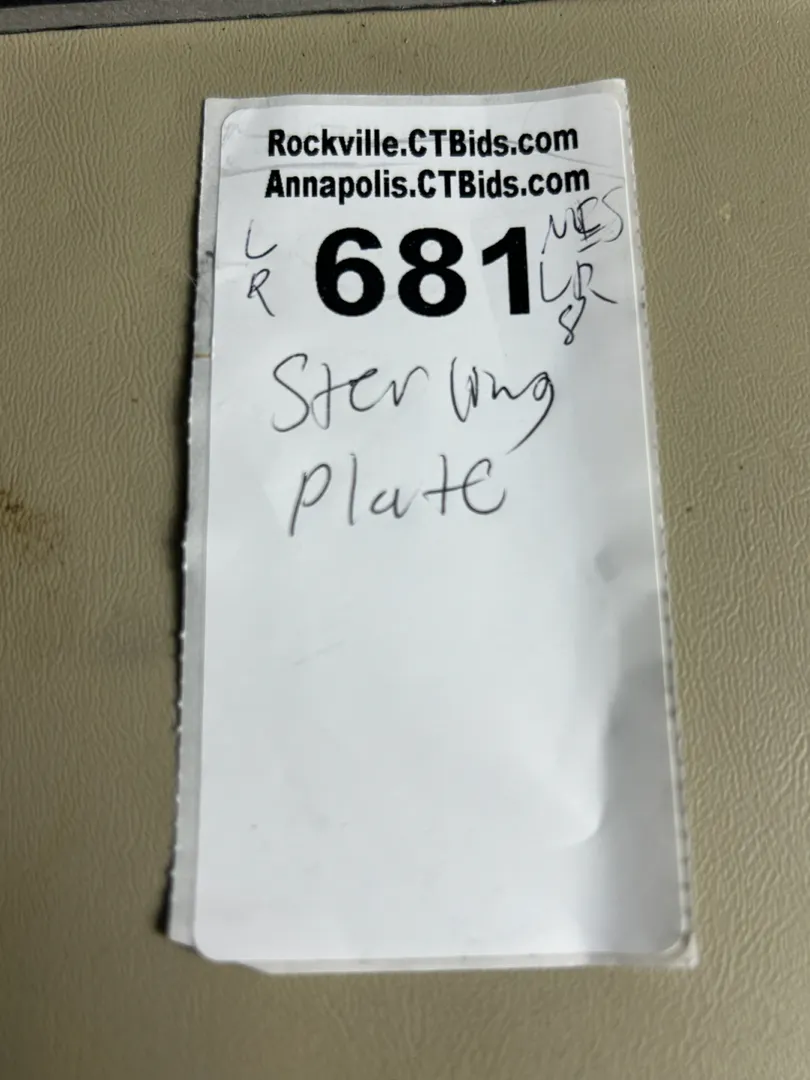 Rockville.CTBids.com
Annapolis.CTBids.com
L
R
681
MES
LR
8
Sterling
Plate